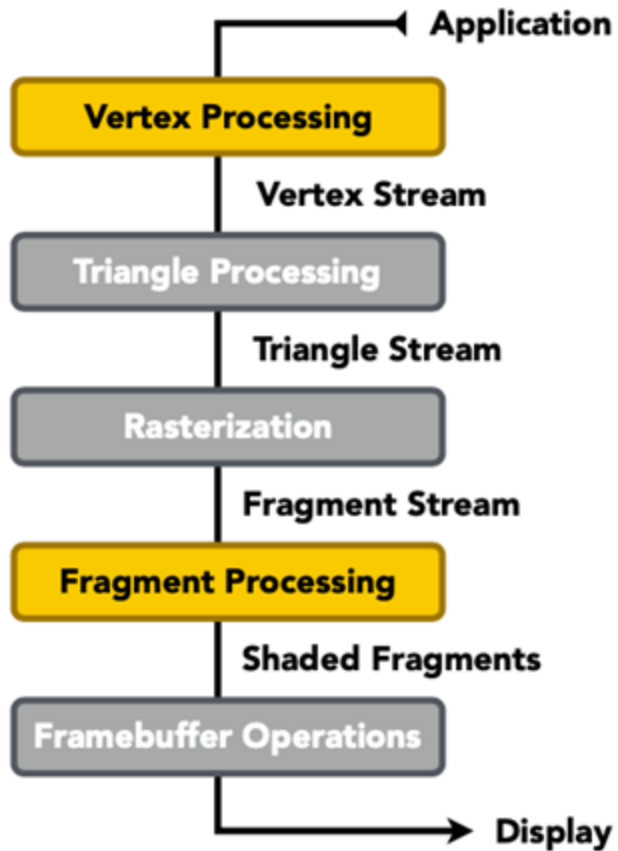 Application
Vertex Processing
Vertex Stream
Triangle Processing
Triangle Stream
Rasterization
Fragment Stream
Fragment Processing
Shaded Fragments
Framebuffer Operations
Display